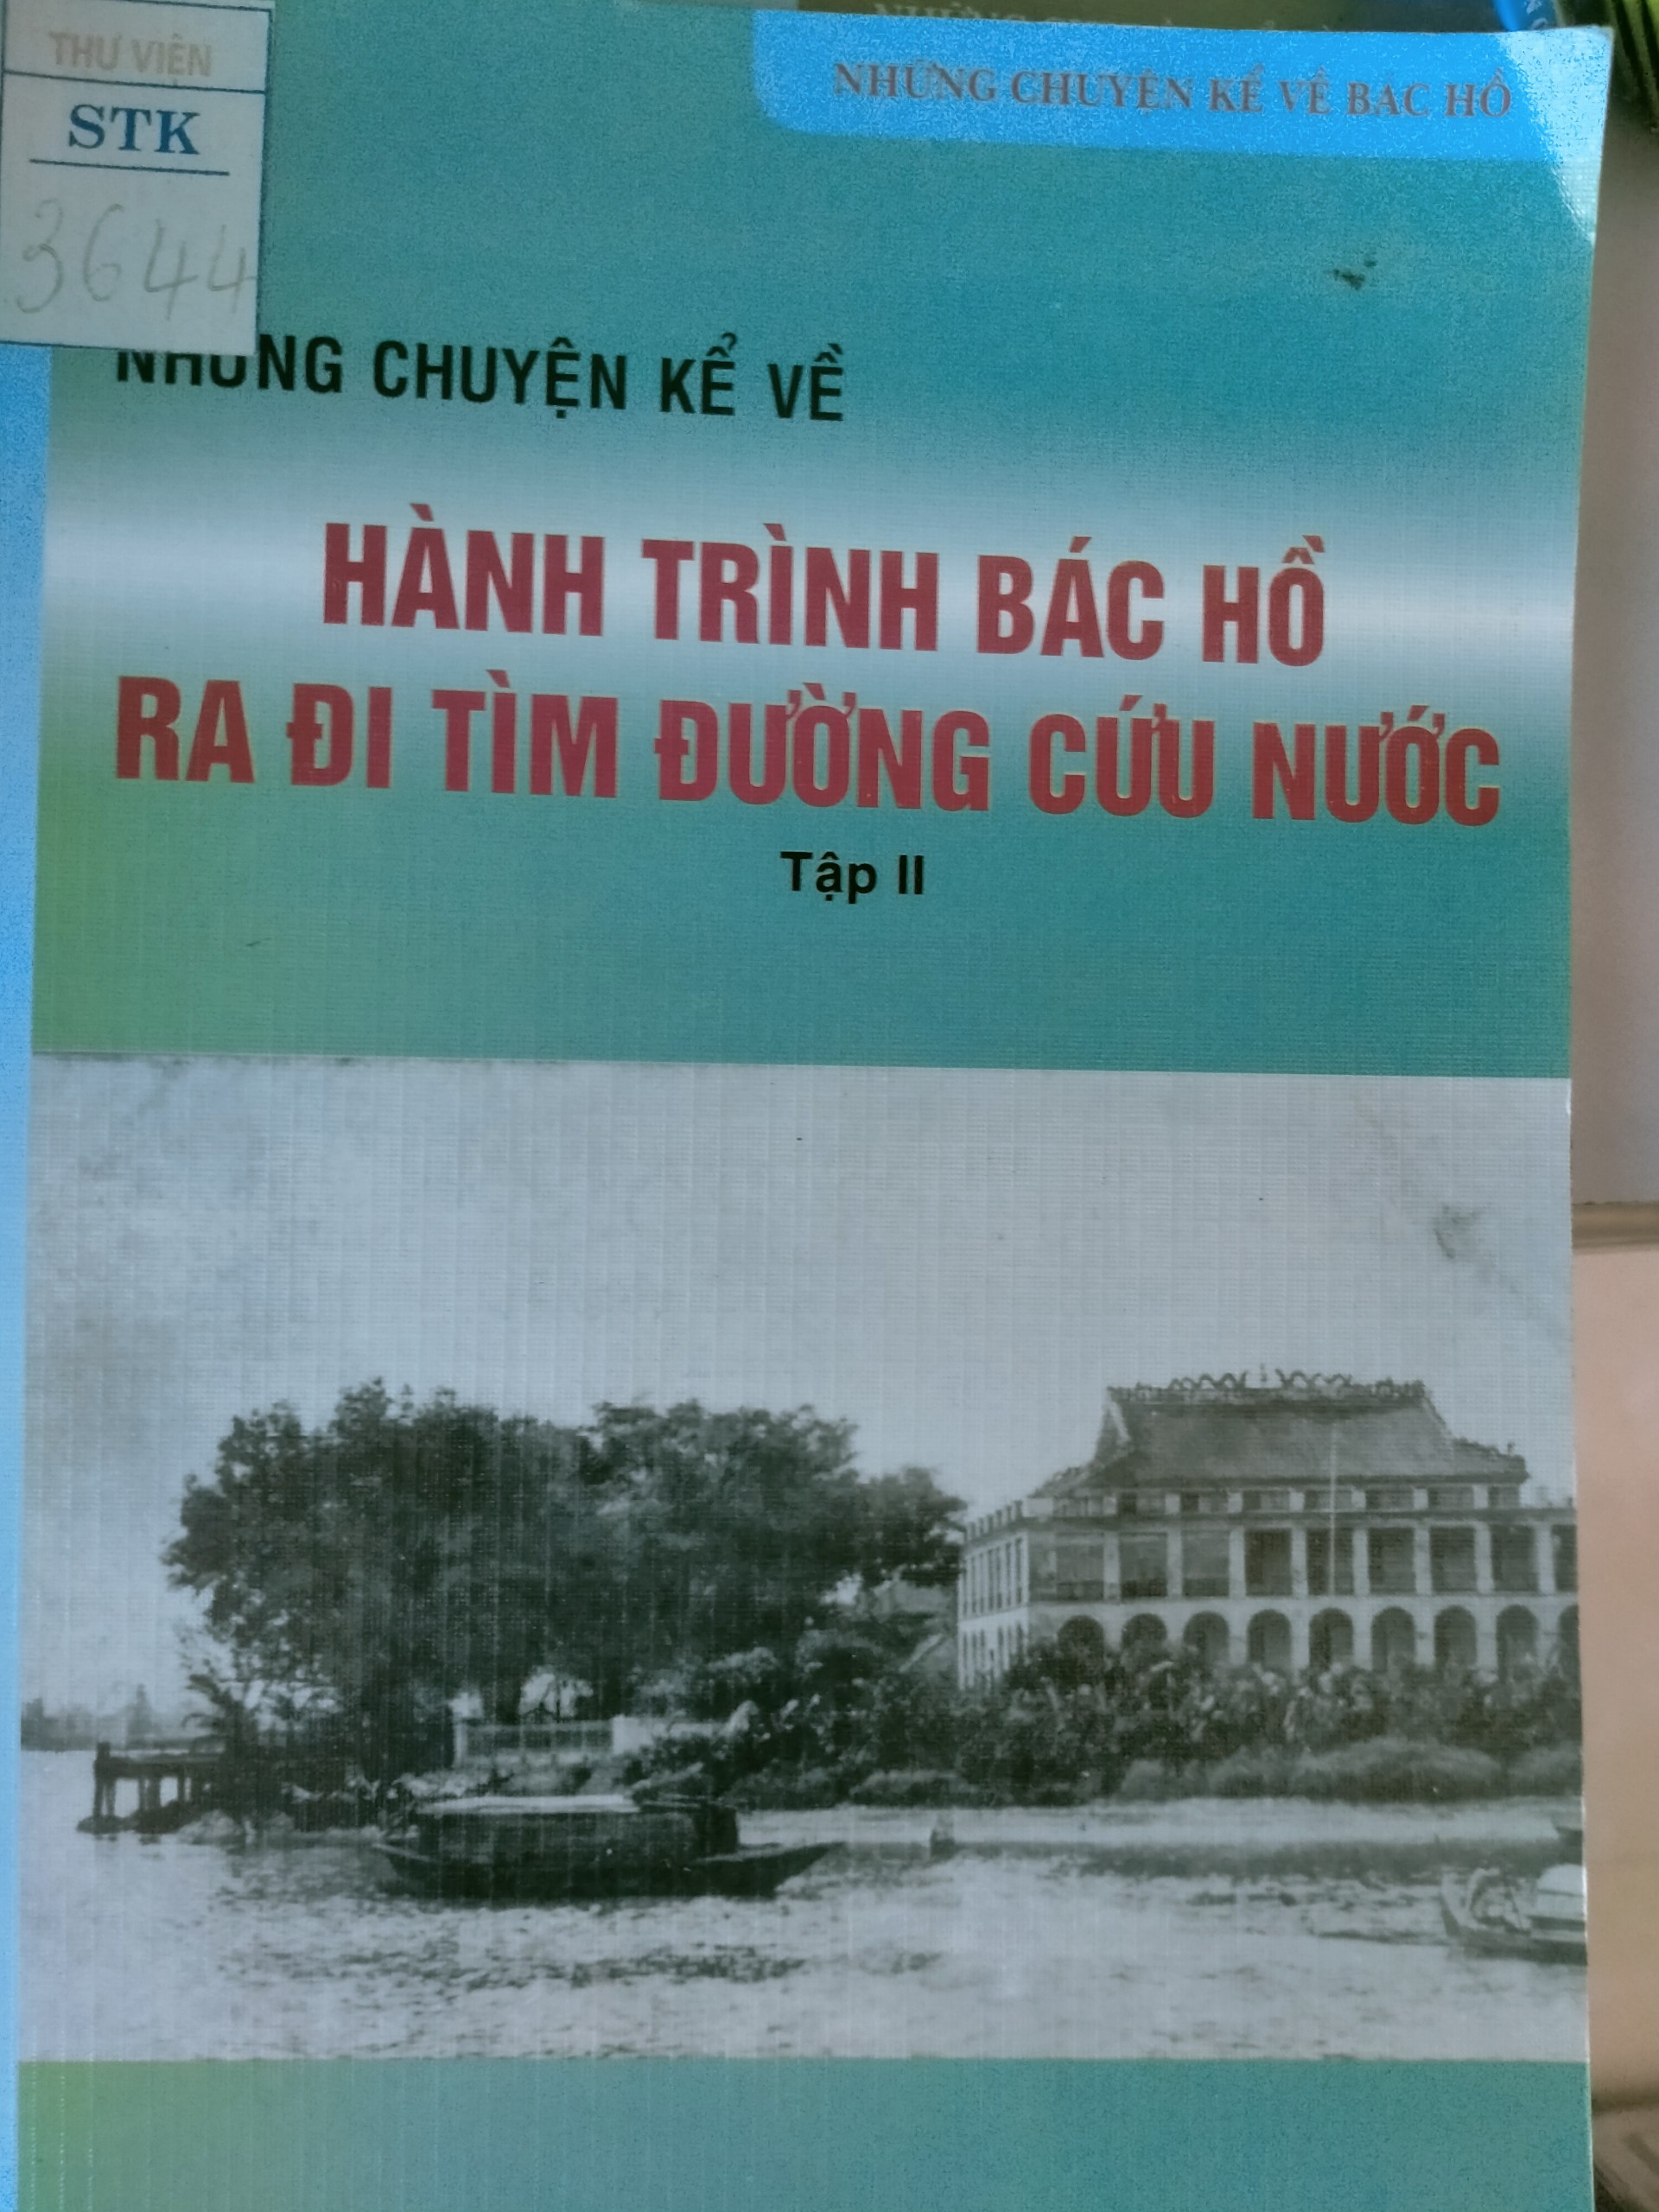 THƯ VIỆN
STK
3644
NHỮNG CHUYỆN KỂ VỀ BÁC HỒ
NHỮNG CHUYỆN KỂ VỀ
HÀNH TRÌNH BÁC HỒ
RA ĐI TÌM ĐƯỜNG CỨU NƯỚC
Tập II